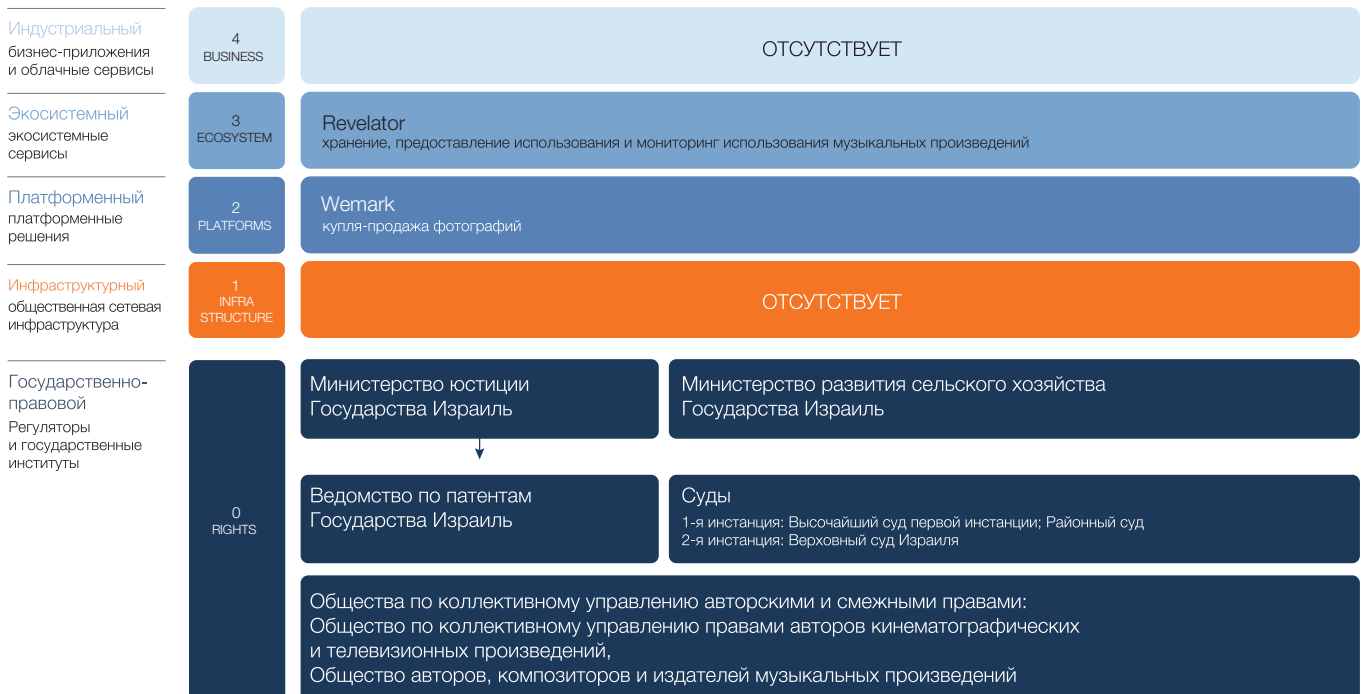 Индустриальный
бизнес-приложения
и облачные сервисы
4
BUSINESS
ОТСУТСТВУЕТ
Экосистемный
экосистемные
сервисы
3
ECOSYSTEM
Revelator
хранение, предоставление использования и мониторинг использования музыкальных произведений
Платформенный
платформенные
решения
2
PLATFORMS
Wemark
купля-продажа фотографий
Инфраструктурный
общественная сетевая
инфраструктура
1
INFRA
STRUCTURE
ОТСУТСТВУЕТ
Государственно-
правовой
Регуляторы
и государственные
институты
0
RIGHTS
Министерство юстиции
Государства Израиль
Министерство развития сельского хозяйства
Государства Израиль
Ведомство по патентам
Государства Израиль
Суды
1-я инстанция: Высочайший суд первой инстанции; Районный суд
2-я инстанция: Верховный суд Израиля
Общества по коллективному управлению авторскими и смежными правами:
Общество по коллективному управлению правами авторов кинематографических
и телевизионных произведений,
Общество авторов, композиторов и издателей музыкальных произведений